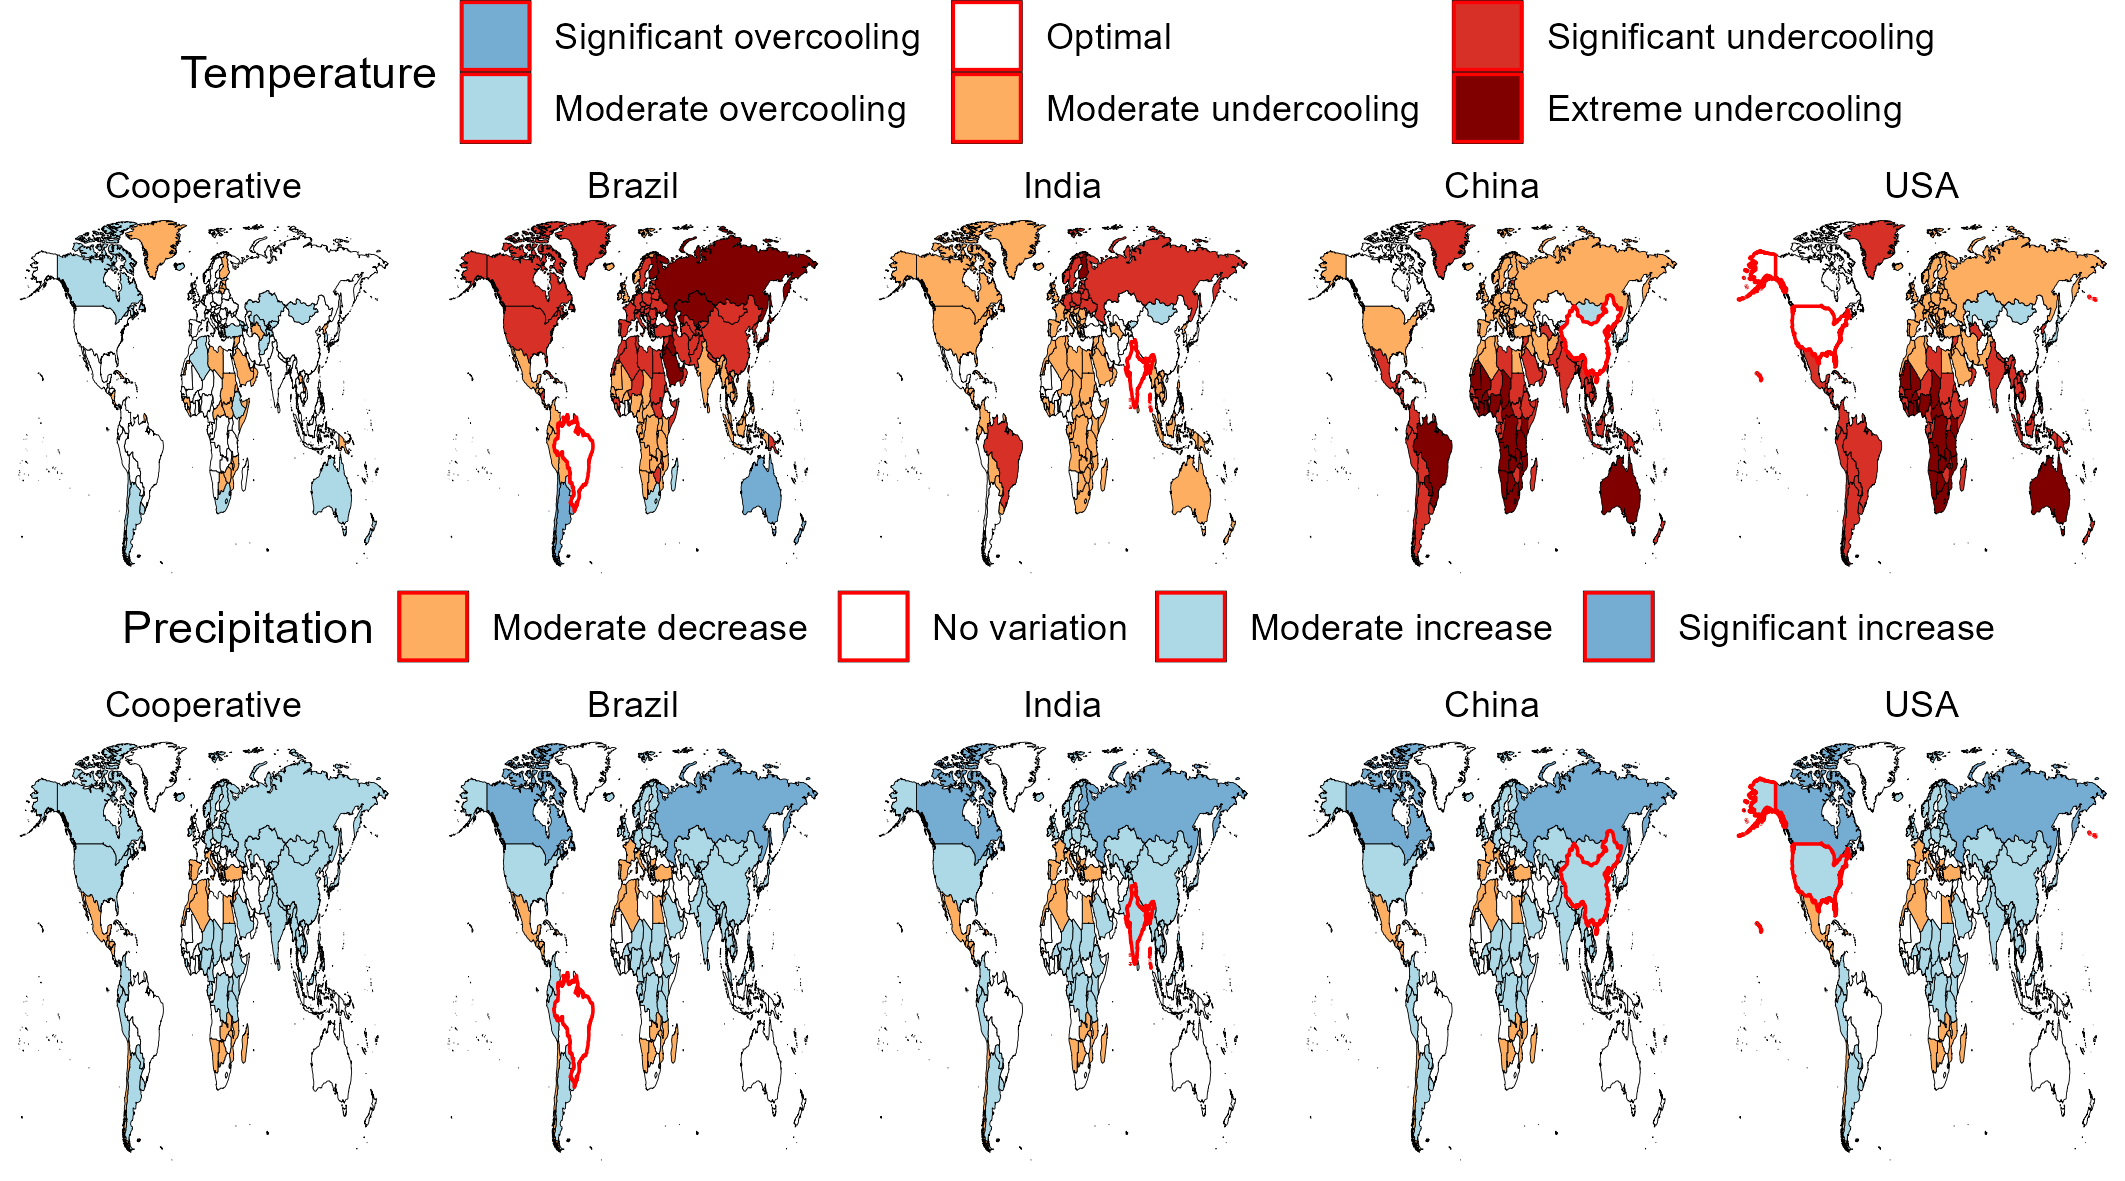 Temperature
Significant overcooling
Optimal
Significant undercooling
Moderate overcooling
Moderate undercooling
Extreme undercooling
Cooperative
Brazil
India
China
USA
Precipitation
Moderate decrease
No variation
Moderate increase
Significant increase
Cooperative
Brazil
India
China
USA